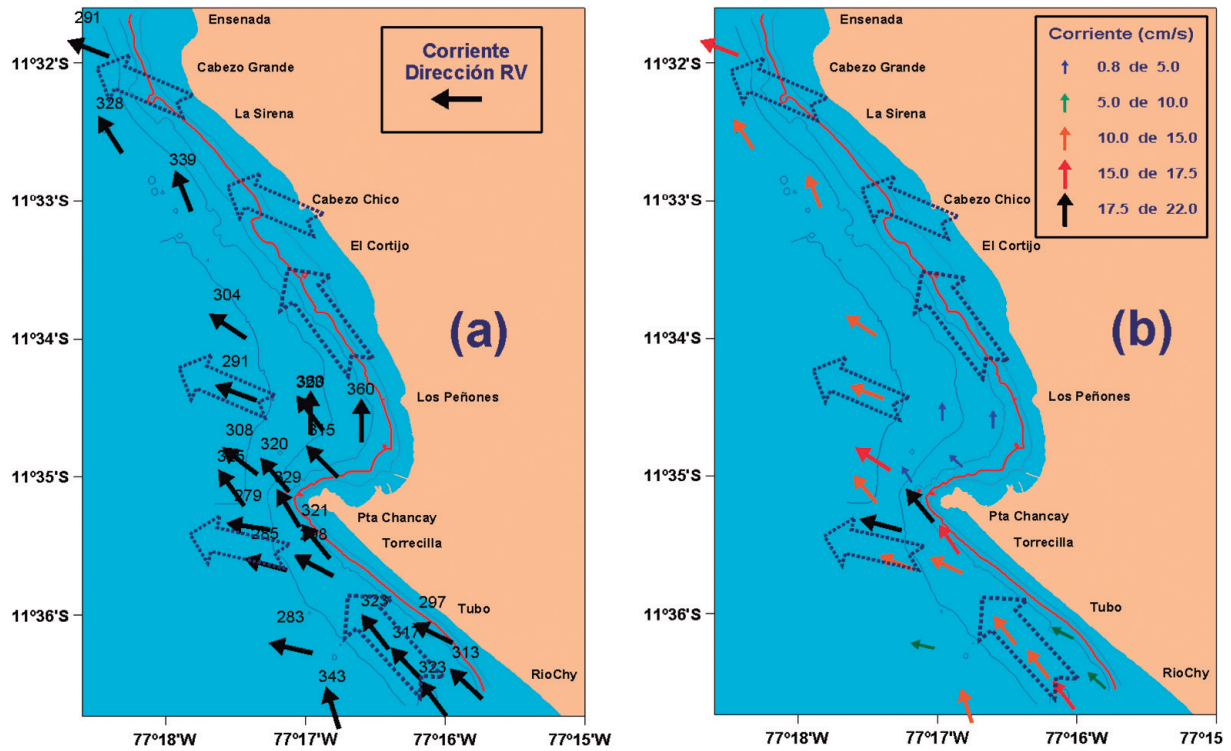 291
Ensenada
Corriente
Dirección RV
11°32'S
Cabezo Grande
328
La Sirena
339
11°33'S
Cabezo Chico
El Cortijo
304
11°34'S
(a)
291
360
Los Peñones
308
315
320
11°35'S
329
279
321
Pta Chancay
285
Torrecilla
11°36'S
283
323
297
Tubo
317
313
323
343
RioChy
77°18'W
77°17'W
77°16'W
77°15'W
Ensenada
Corriente (cm/s)
0.8 de 5.0
5.0 de 10.0
10.0 de 15.0
15.0 de 17.5
17.5 de 22.0
11°32'S
Cabezo Grande
La Sirena
11°33'S
Cabezo Chico
El Cortijo
11°34'S
(b)
Los Peñones
11°35'S
Pta Chancay
Torrecilla
11°36'S
Tubo
RioChy
77°18'W
77°17'W
77°16'W
77°15